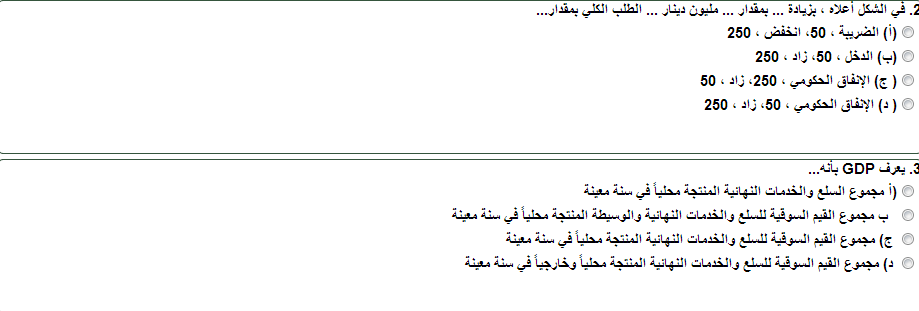 2. في الشكل أعلاه ، بزيادة ... بمقدار ... مليون دينار ... الطلب الكلي بمقدار...
(أ) الضريبة ، 50، انخفض ، 250
(ب) الدخل ، 50، زاد ، 250
( ج) الإنفاق الحكومي ، 250، زاد ، 50
( د) الإنفاق الحكومي ، 50، زاد ، 250
3. يعرف GDP بأنه...
(أ مجموع السلع والخدمات النهائية المنتجة محلياً في سنة معينة
ب مجموع القيم السوقية للسلع والخدمات النهائية والوسيطة المنتجة محلياً في سنة معينة
ج) مجموع القيم السوقية للسلع والخدمات النهائية المنتجة محلياً في سنة معينة
د) مجموع القيم السوقية للسلع والخدمات النهائية المنتجة محلياً وخارجياً في سنة معينة